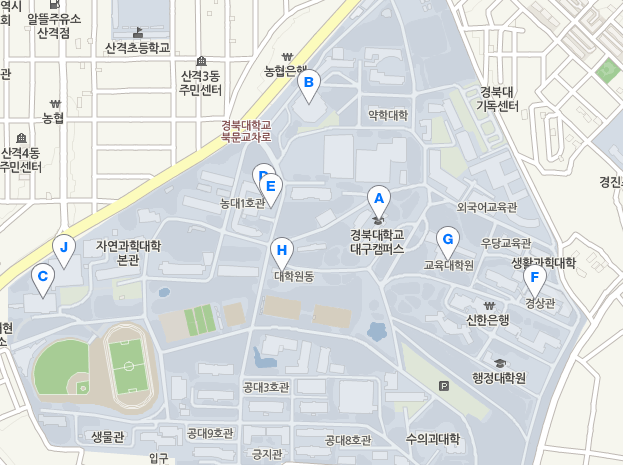 역시
회
알뜰주유소
산격점
산격초등학교
관
산격3동
주민센터
농협은행
B
경북대
기독센터
농협
약학대학
경북대학교
북문교차로
산격4동
주민센터
D
E
경진초
농대1호관
A
외국어교육관
경북대학교
대구캠퍼스
J
자연과학대학
본관
H
G
우당교육관
C
대학원동
교육대학원
생활과학대학
F
경상관
신한은행
대현
소
행정대학원
공대3호관
P
생물관
공대9호관
공대8호관
수의과대학
입구
긍지관